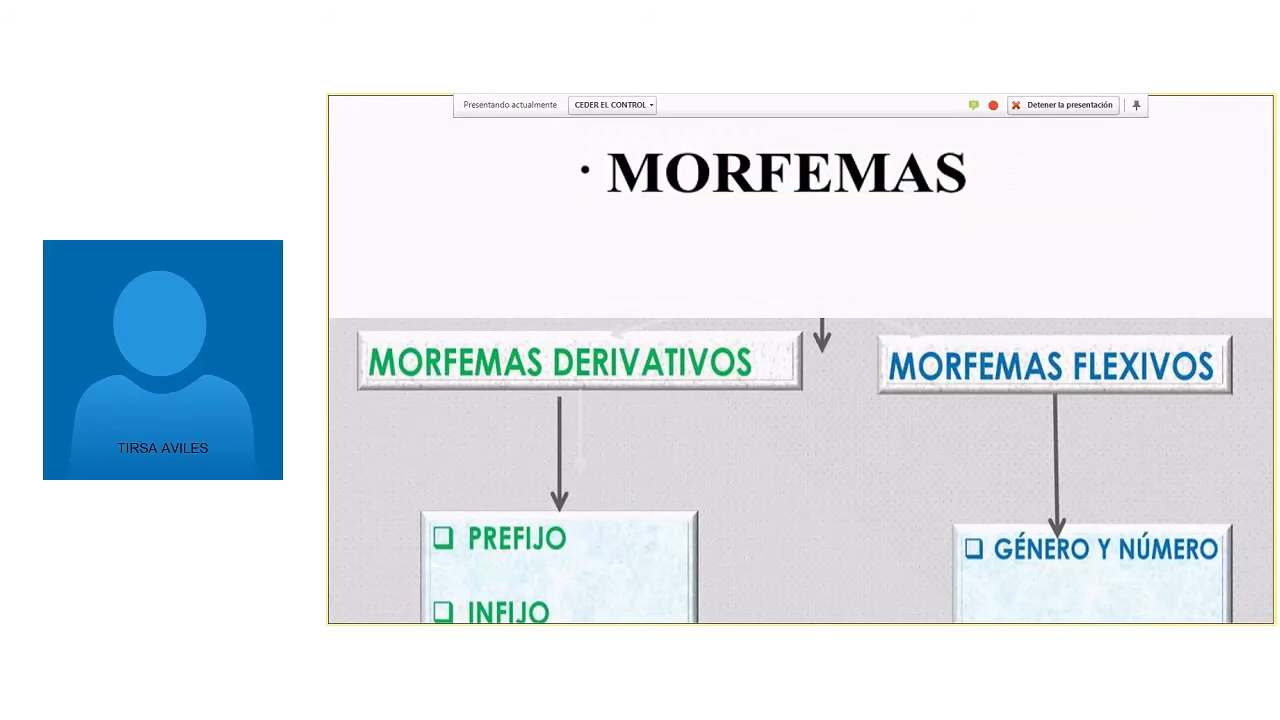 Presentando actualmente CEDER EL CONTROL Detener la presentación
· MORFEMAS
MORFEMAS DERIVATIVOS
MORFEMAS FLEXIVOS
TIRSA AVILES
PREFIJO
INFIJO
GÉNERO Y NÚMERO